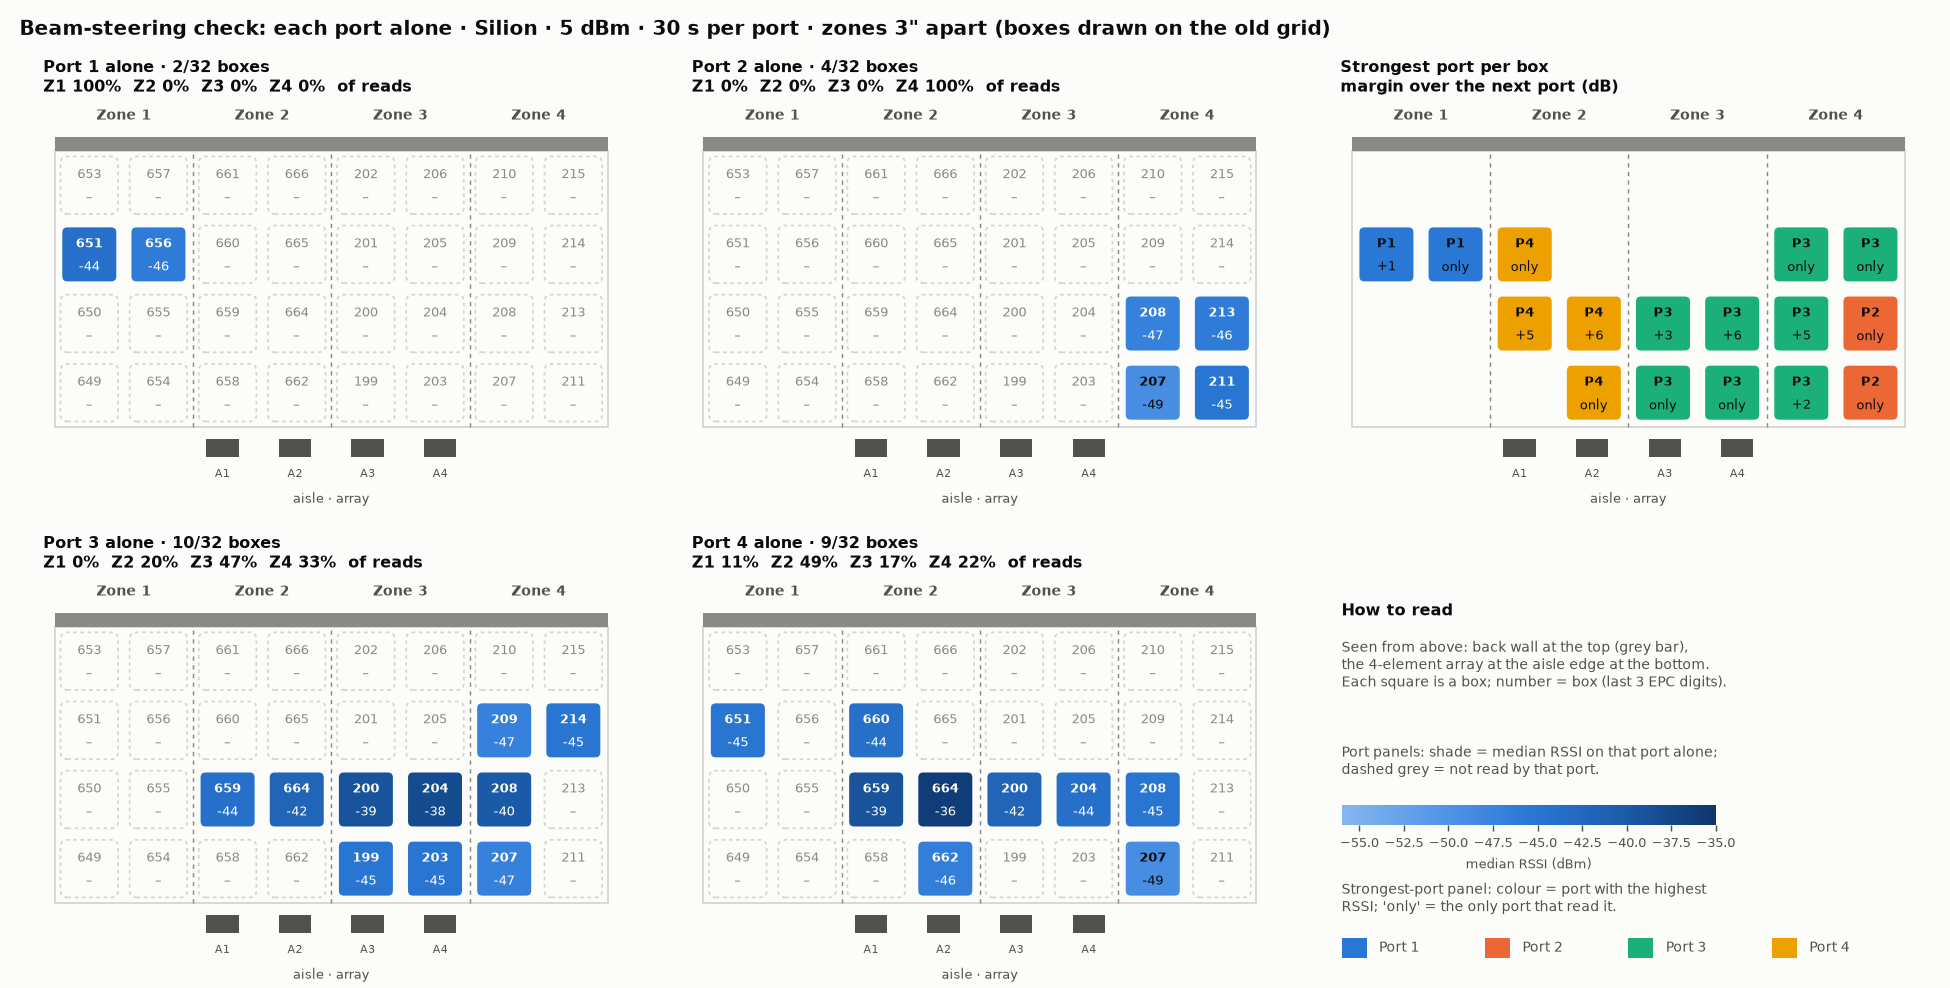 Beam-steering check: each port alone · Silion · 5 dBm · 30 s per port · zones 3" apart (boxes drawn on the old grid)
Port 1 alone · 2/32 boxes
Z1 100% Z2 0% Z3 0% Z4 0% of reads
Zone 1 Zone 2 Zone 3 Zone 4
653 657 661 666 202 206 210 215
– – – – – – – –
651 656 660 665 201 205 209 214
-44 -46 – – – – – –
650 655 659 664 200 204 208 213
– – – – – – – –
649 654 658 662 199 203 207 211
– – – – – – – –
A1 A2 A3 A4
aisle · array
Port 2 alone · 4/32 boxes
Z1 0% Z2 0% Z3 0% Z4 100% of reads
Zone 1 Zone 2 Zone 3 Zone 4
653 657 661 666 202 206 210 215
– – – – – – – –
651 656 660 665 201 205 209 214
– – – – – – – –
650 655 659 664 200 204 208 213
– – – – – – -47 -46
649 654 658 662 199 203 207 211
– – – – – – -49 -45
A1 A2 A3 A4
aisle · array
Strongest port per box
margin over the next port (dB)
Zone 1 Zone 2 Zone 3 Zone 4
P1 P1 P4 P3 P3
+1 only only only only
P4 P4 P3 P3 P3 P2
+5 +6 +3 +6 +5 only
P4 P3 P3 P3 P2
only only only +2 only
A1 A2 A3 A4
aisle · array
Port 3 alone · 10/32 boxes
Z1 0% Z2 20% Z3 47% Z4 33% of reads
Zone 1 Zone 2 Zone 3 Zone 4
653 657 661 666 202 206 210 215
– – – – – – – –
651 656 660 665 201 205 209 214
– – – – – – -47 -45
650 655 659 664 200 204 208 213
– – -44 -42 -39 -38 -40 –
649 654 658 662 199 203 207 211
– – – – -45 -45 -47 –
A1 A2 A3 A4
aisle · array
Port 4 alone · 9/32 boxes
Z1 11% Z2 49% Z3 17% Z4 22% of reads
Zone 1 Zone 2 Zone 3 Zone 4
653 657 661 666 202 206 210 215
– – – – – – – –
651 656 660 665 201 205 209 214
-45 – -44 – – – – –
650 655 659 664 200 204 208 213
– – -39 -36 -42 -44 -45 –
649 654 658 662 199 203 207 211
– – – -46 – – -49 –
A1 A2 A3 A4
aisle · array
How to read
Seen from above: back wall at the top (grey bar),
the 4-element array at the aisle edge at the bottom.
Each square is a box; number = box (last 3 EPC digits).
Port panels: shade = median RSSI on that port alone;
dashed grey = not read by that port.
−55.0 −52.5 −50.0 −47.5 −45.0 −42.5 −40.0 −37.5 −35.0
median RSSI (dBm)
Strongest-port panel: colour = port with the highest
RSSI; 'only' = the only port that read it.
Port 1 Port 2 Port 3 Port 4